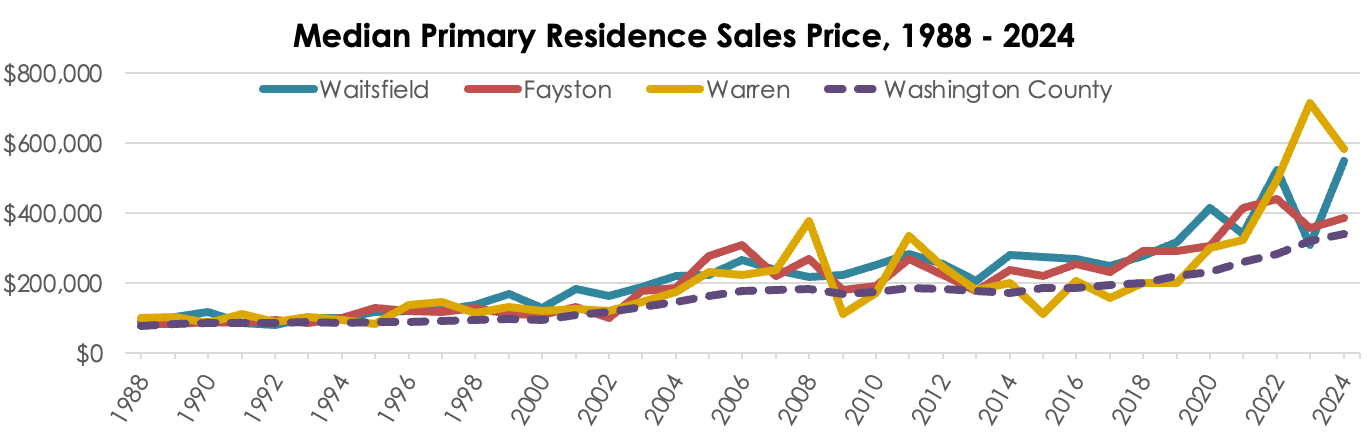 Median Primary Residence Sales Price, 1988 - 2024
$800,000
Waitsfield Fayston Warren Washington County
$600,000
$400,000
$200,000
$0
1988 1990 1992 1994 1996 1998 2000 2002 2004 2006 2008 2010 2012 2014 2016 2018 2020 2022 2024